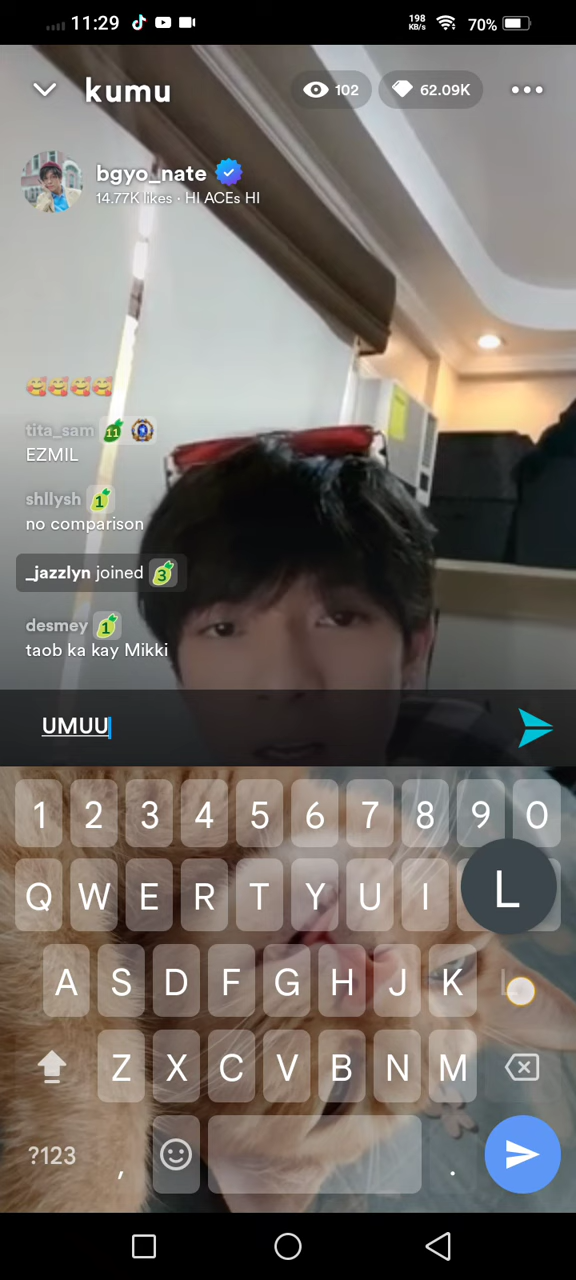 11:29
198
KB/s
70%
kumu
102
62.09K
bgyo_nate
14.77K likes · HI ACEs HI
tita_sam 11
EZMIL
shllysh 1
no comparison
_jazzlyn joined 3
desmey 1
taob ka kay Mikki
UMUU
1 2 3 4 5 6 7 8 9 0
Q W E R T Y U I
L
A S D F G H J K L
Z X C V B N M
?123 , .